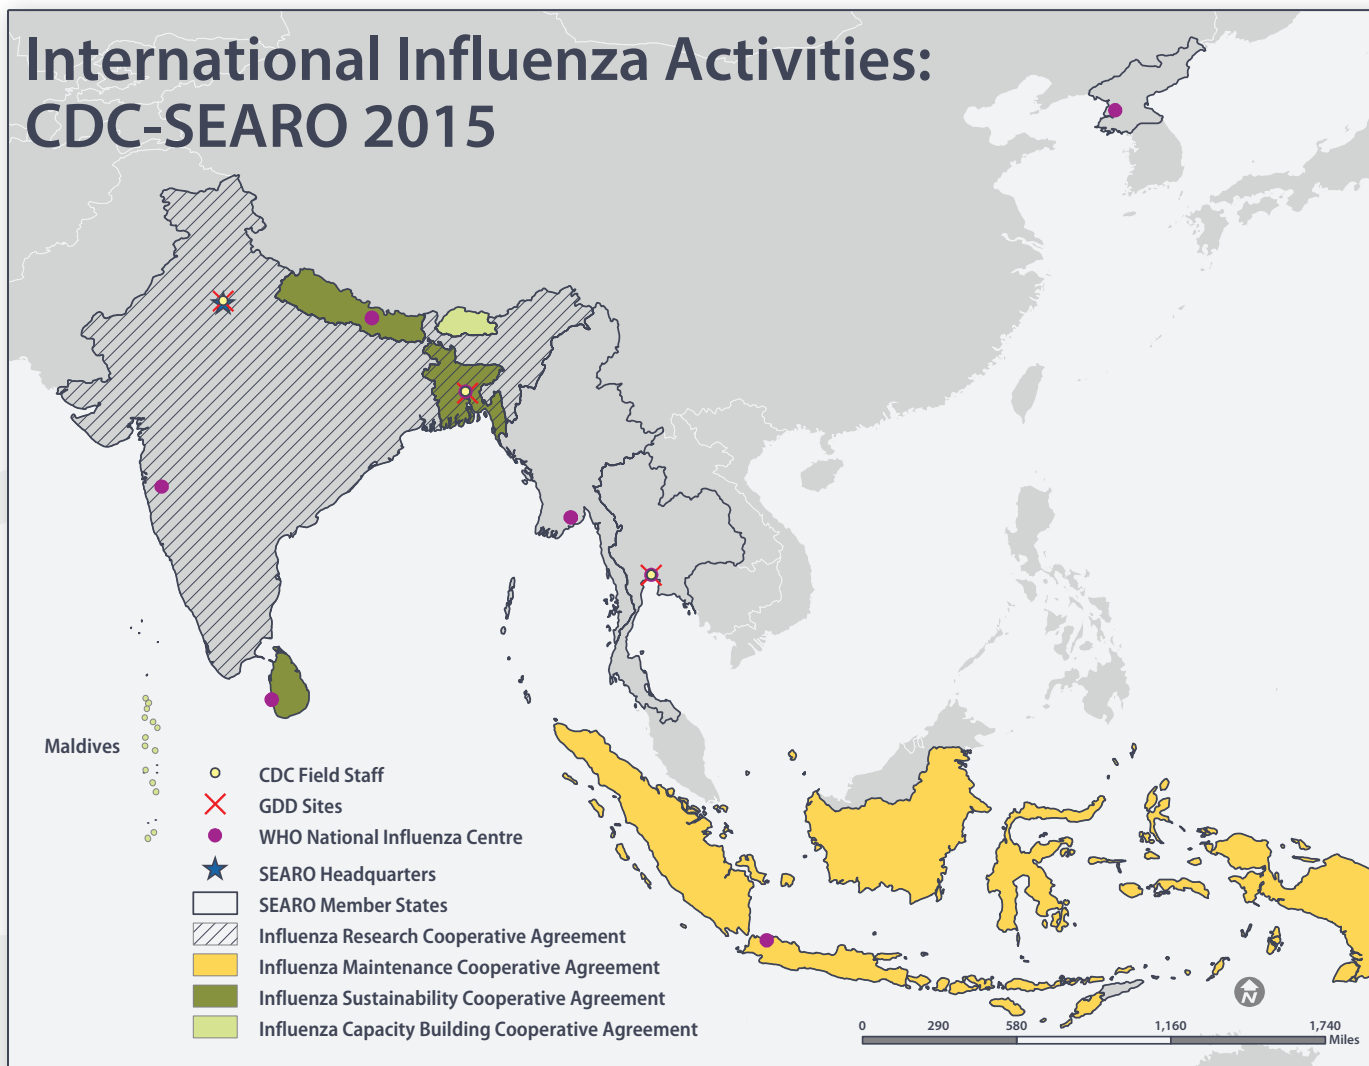 International Influenza Activities:
CDC-SEARO 2015
Maldives
CDC Field Staff
GDD Sites
WHO National Influenza Centre
SEARO Headquarters
SEARO Member States
Influenza Research Cooperative Agreement
Influenza Maintenance Cooperative Agreement
Influenza Sustainability Cooperative Agreement
Influenza Capacity Building Cooperative Agreement
N
0 290 580 1,160 1,740
Miles